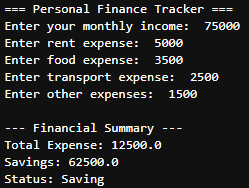 === Personal Finance Tracker ===
Enter your monthly income:  75000
Enter rent expense:  5000
Enter food expense:  3500
Enter transport expense:  2500
Enter other expenses:  1500

--- Financial Summary ---
Total Expense: 12500.0
Savings: 62500.0
Status: Saving